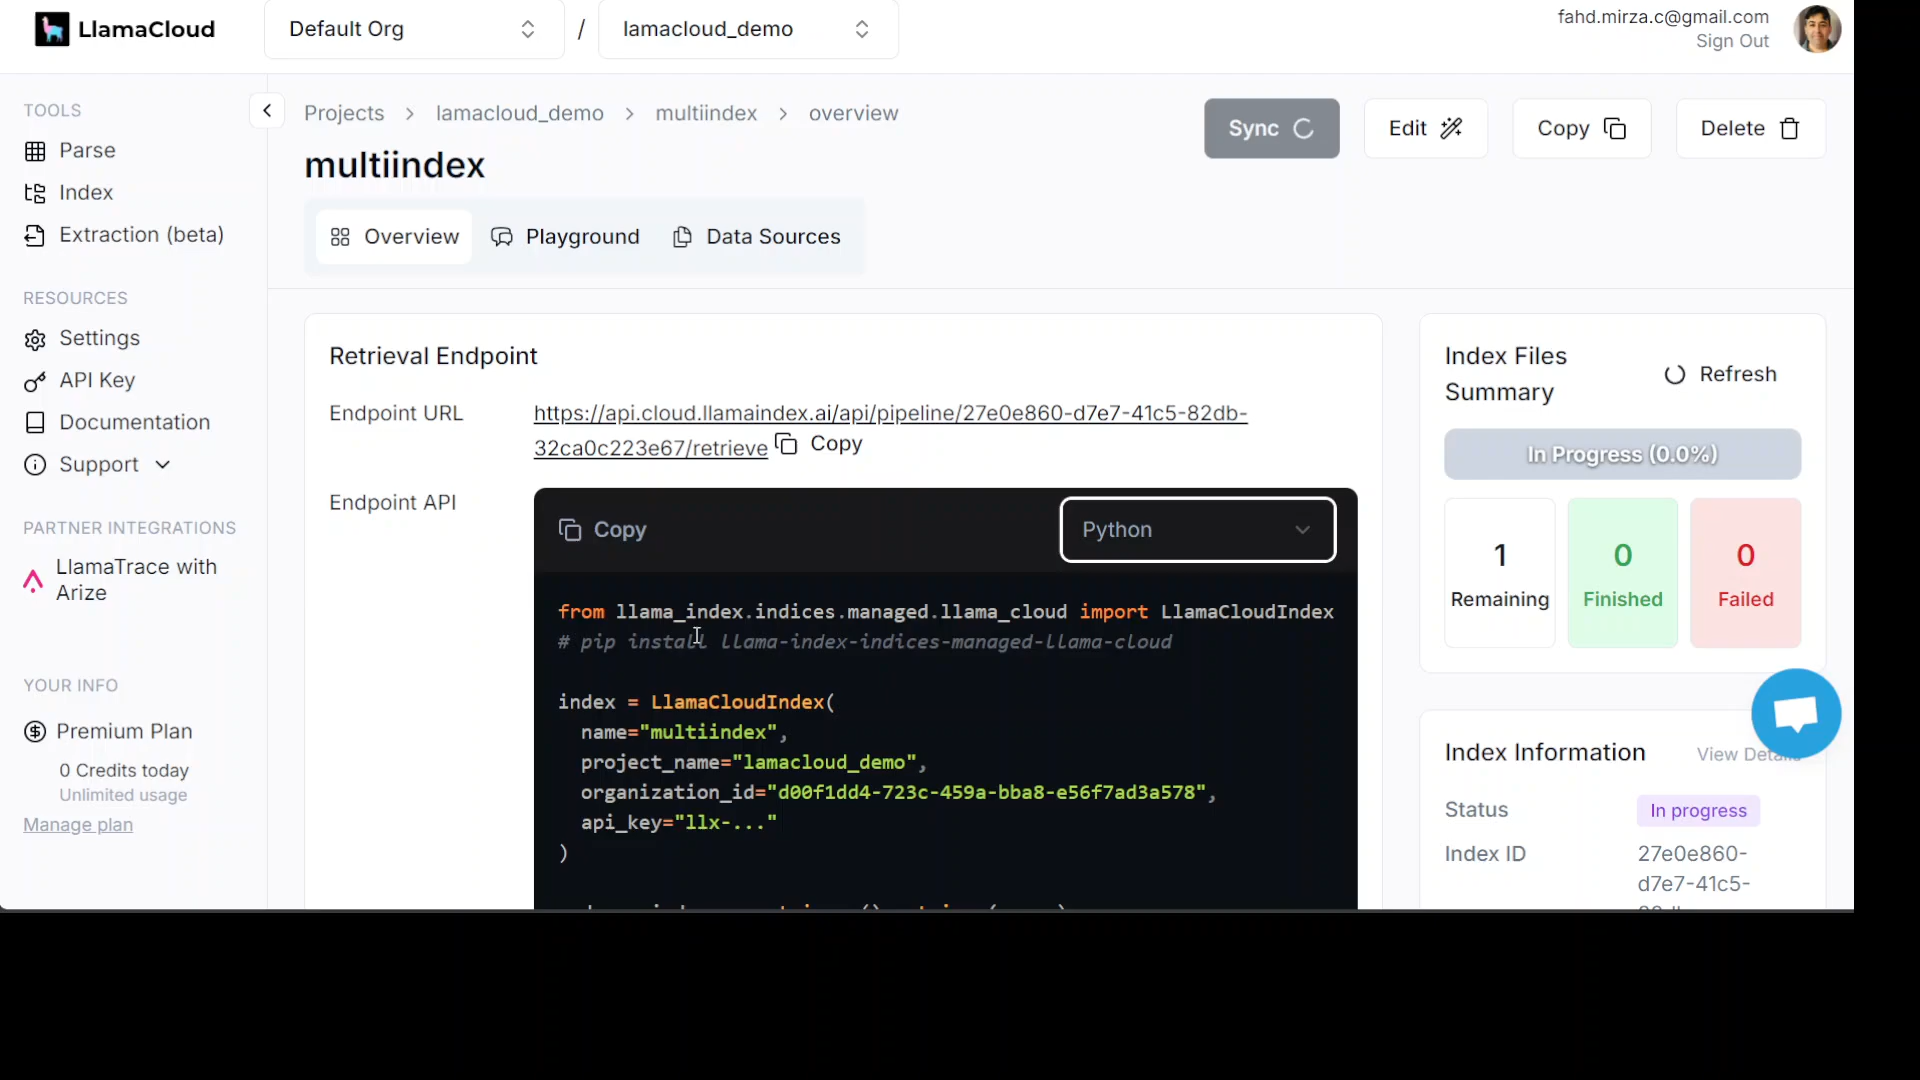 LlamaCloud
Default Org
/
lamacloud_demo
fahd.mirza.c@gmail.com
Sign Out
TOOLS
Parse
Index
Extraction (beta)
RESOURCES
Settings
API Key
Documentation
Support
PARTNER INTEGRATIONS
LlamaTrace with
Arize
YOUR INFO
Premium Plan
0 Credits today
Unlimited usage
Manage plan
Projects > lamacloud_demo > multiindex > overview
multiindex
Sync
Edit
Copy
Delete
Overview
Playground
Data Sources
Retrieval Endpoint
Endpoint URL
https://api.cloud.llamaindex.ai/api/pipeline/27e0e860-d7e7-41c5-82db-
32ca0c223e67/retrieve
Copy
Endpoint API
Copy
Python
from llama_index.indices.managed.llama_cloud import LlamaCloudIndex
# pip install llama-index-indices-managed-llama-cloud
index = LlamaCloudIndex(
name="multiindex",
project_name="lamacloud_demo",
organization_id="d00f1dd4-723c-459a-bba8-e56f7ad3a578",
api_key="llx-..."
)
Index Files
Summary
Refresh
In Progress (0.0%)
1
Remaining
0
Finished
0
Failed
Index Information
View Details
Status
In progress
Index ID
27e0e860-
d7e7-41c5-